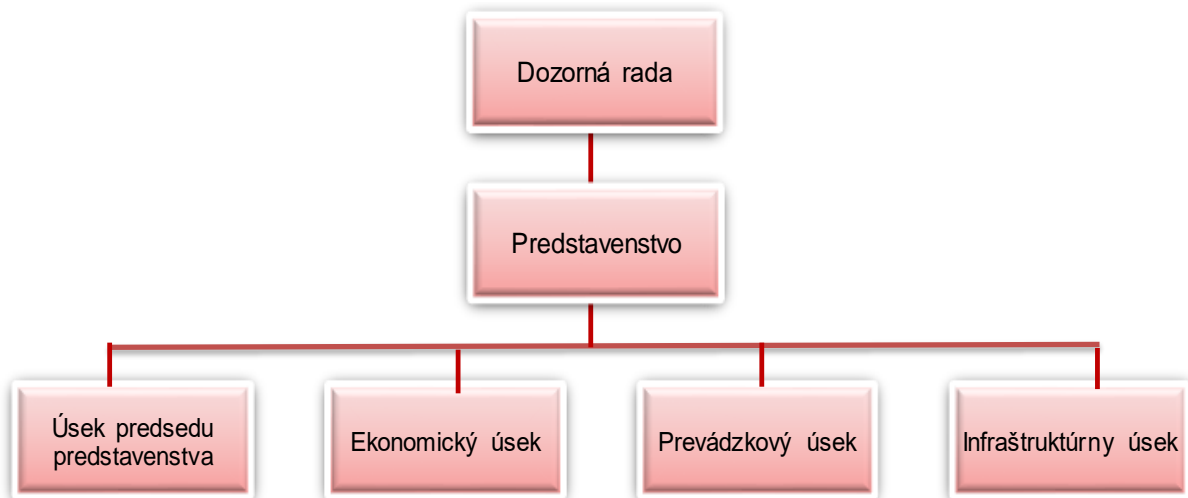 Dozorná rada
Predstavenstvo
Úsek predsedu
predstavenstva
Ekonomický úsek
Prevádzkový úsek
Infraštruktúrny úsek